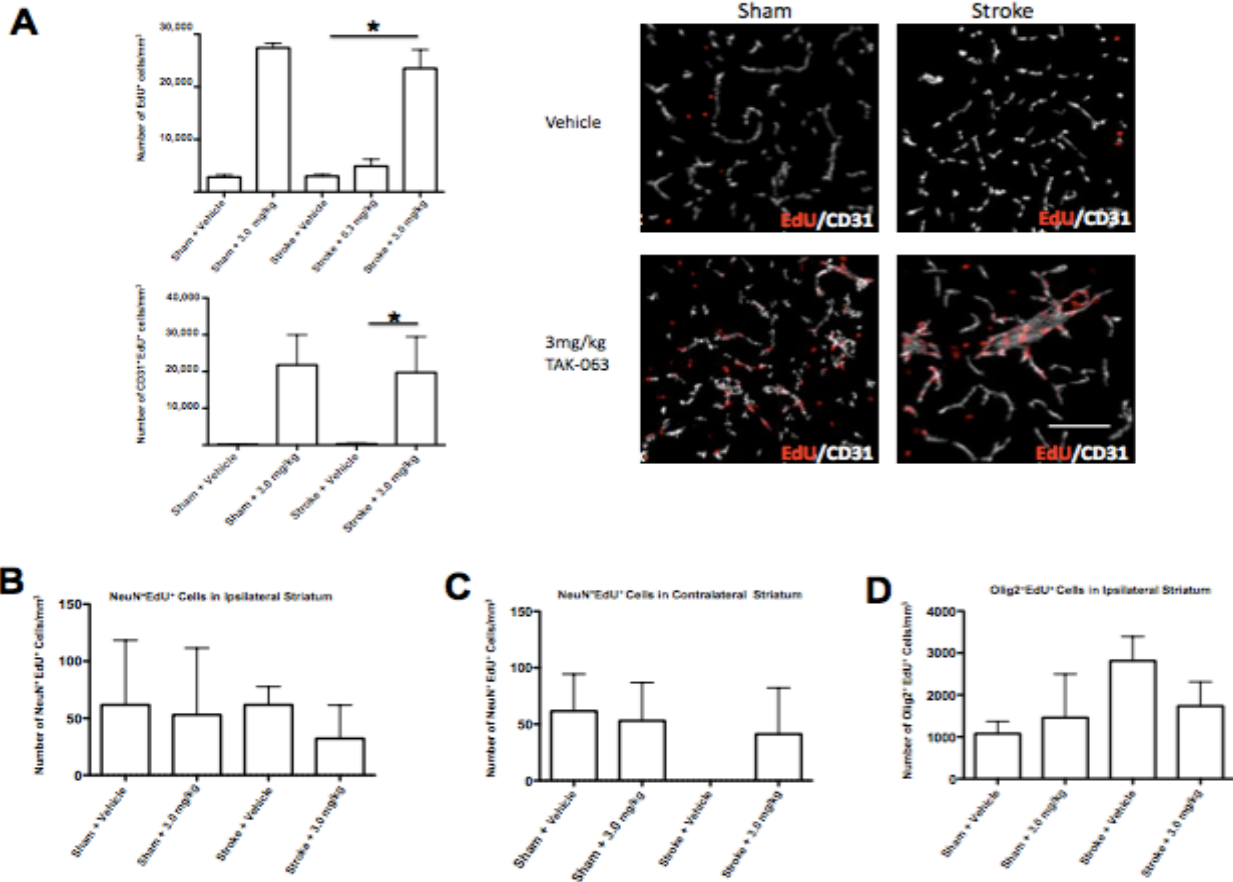 A
Number of EdU⁺ cells/mm³
30,000
20,000
10,000
*
Sham + Vehicle
Sham + 3.0 mg/kg
Stroke + Vehicle
Stroke + 0.3 mg/kg
Stroke + 3.0 mg/kg
Number of CD31⁺EdU⁺ cells/mm³
40,000
30,000
20,000
10,000
*
Sham + Vehicle
Sham + 3.0 mg/kg
Stroke + Vehicle
Stroke + 3.0 mg/kg
Sham
Stroke
Vehicle
EdU/CD31
EdU/CD31
3mg/kg
TAK-063
EdU/CD31
EdU/CD31
B
NeuN⁺EdU⁺ Cells in Ipsilateral Striatum
Number of NeuN⁺ EdU⁺ Cells/mm³
150
100
50
0
Sham + Vehicle
Sham + 3.0 mg/kg
Stroke + Vehicle
Stroke + 3.0 mg/kg
C
NeuN⁺EdU⁺ Cells in Contralateral Striatum
Number of NeuN⁺ EdU⁺ Cells/mm³
150
100
50
0
Sham + Vehicle
Sham + 3.0 mg/kg
Stroke + Vehicle
Stroke + 3.0 mg/kg
D
Olig2⁺EdU⁺ Cells in Ipsilateral Striatum
Number of Olig2⁺ EdU⁺ Cells/mm³
4000
3000
2000
1000
0
Sham + Vehicle
Sham + 3.0 mg/kg
Stroke + Vehicle
Stroke + 3.0 mg/kg